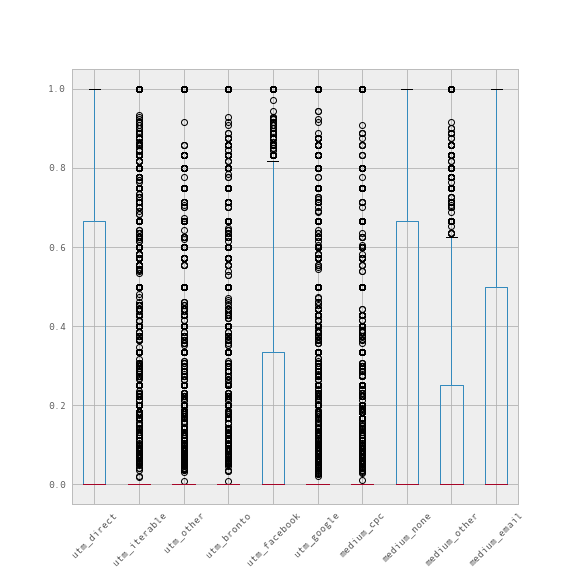 1.0
0.8
0.6
0.4
0.2
0.0
utm_direct
utm_iterable
utm_other
utm_bronto
utm_facebook
utm_google
medium_cpc
medium_none
medium_other
medium_email